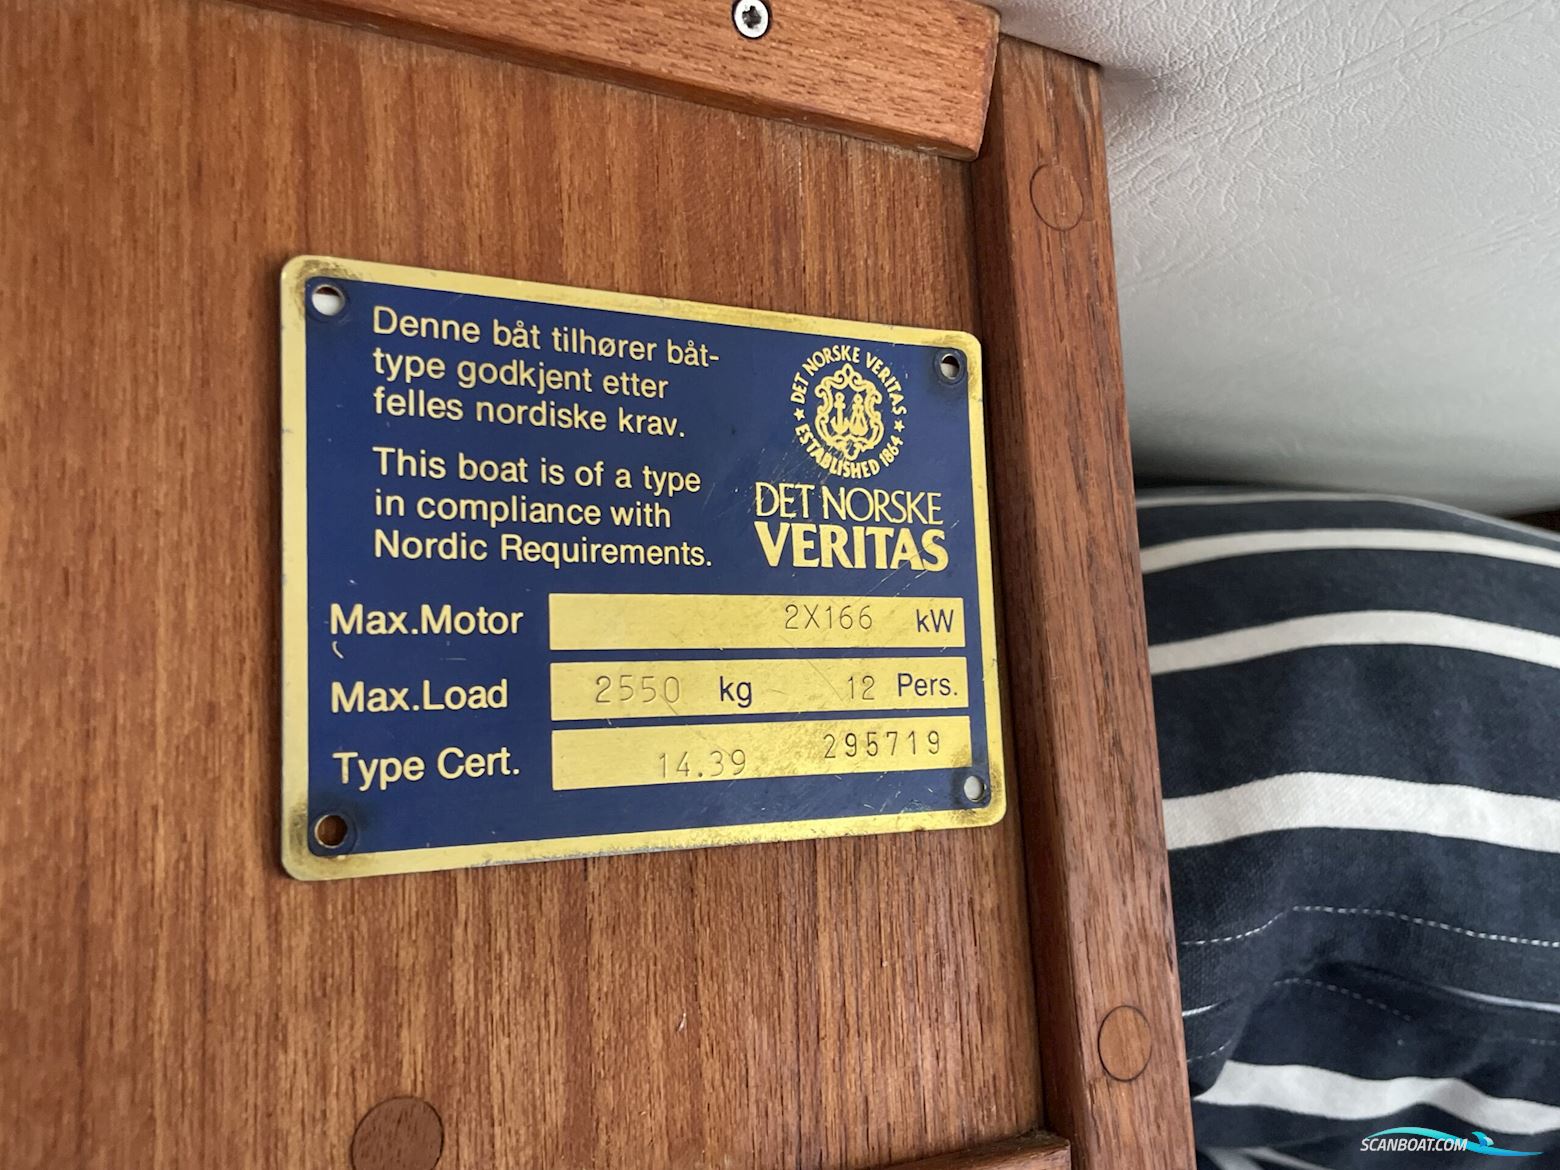 Denne båt tilhører båt-
type godkjent etter
felles nordiske krav.
This boat is of a type
in compliance with
Nordic Requirements.
★ DET NORSKE VERITAS ★
ESTABLISHED 1864
DET NORSKE
VERITAS
Max.Motor 2X166 kW
Max.Load 2550 kg 12 Pers.
Type Cert. 14.39 295719
SCANBOAT.COM